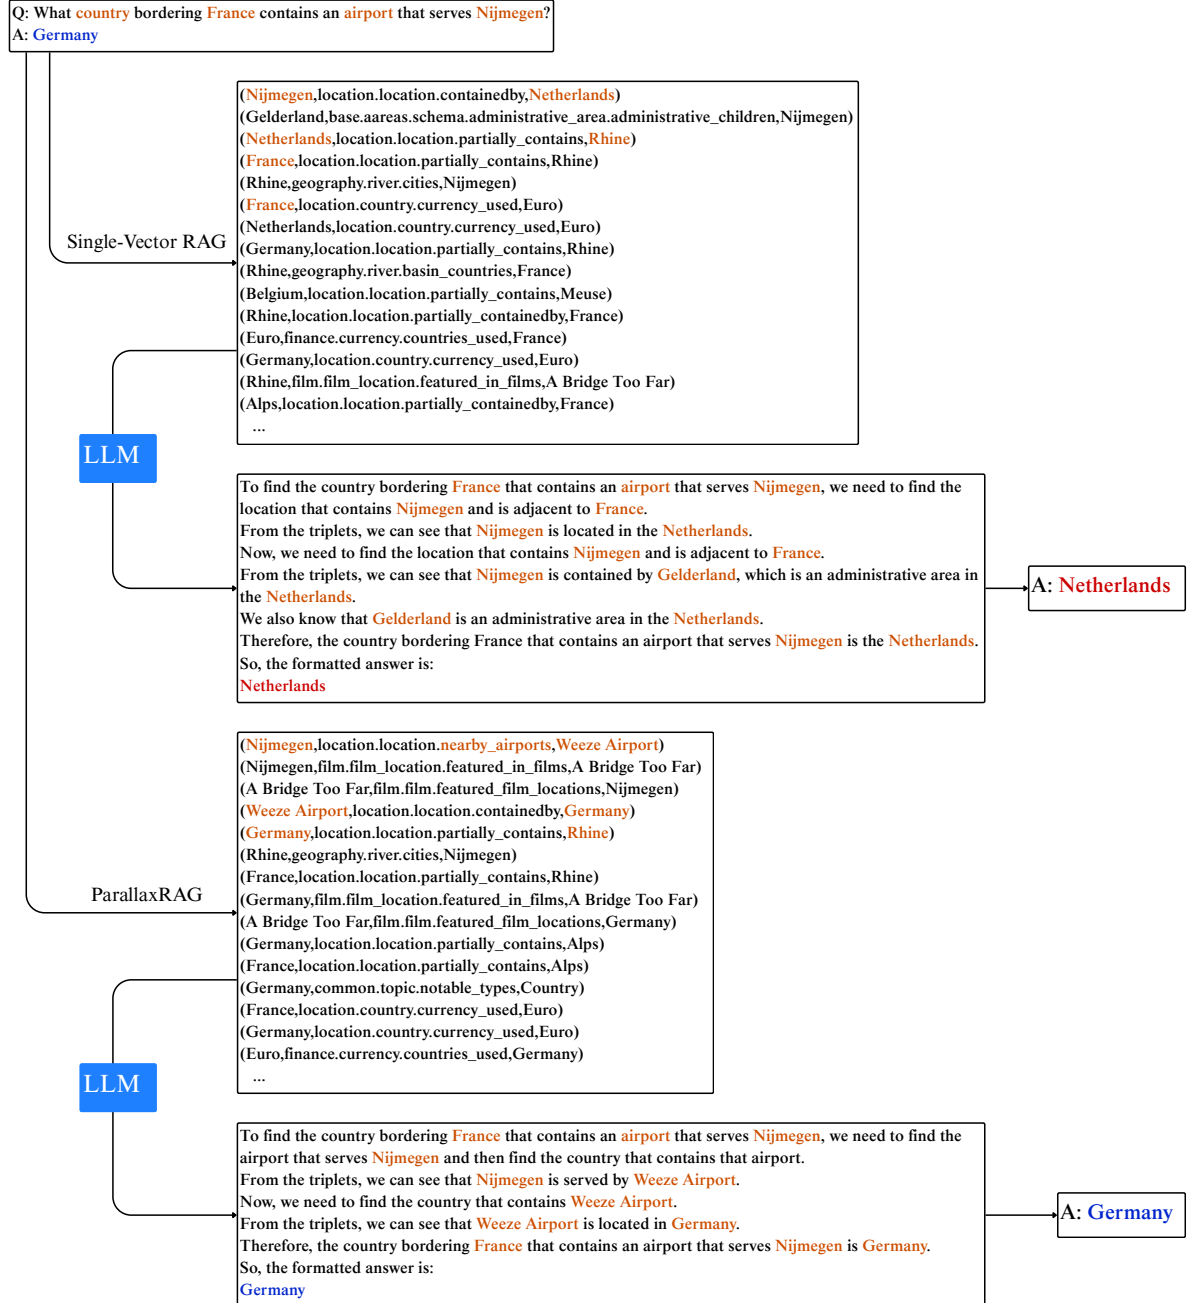 Q: What country bordering France contains an airport that serves Nijmegen?
A: Germany
Single-Vector RAG
(Nijmegen,location.location.containedby,Netherlands)
(Gelderland,base.aareas.schema.administrative_area.administrative_children,Nijmegen)
(Netherlands,location.location.partially_contains,Rhine)
(France,location.location.partially_contains,Rhine)
(Rhine,geography.river.cities,Nijmegen)
(France,location.country.currency_used,Euro)
(Netherlands,location.country.currency_used,Euro)
(Germany,location.location.partially_contains,Rhine)
(Rhine,geography.river.basin_countries,France)
(Belgium,location.location.partially_contains,Meuse)
(Rhine,location.location.partially_containedby,France)
(Euro,finance.currency.countries_used,France)
(Germany,location.country.currency_used,Euro)
(Rhine,film.film_location.featured_in_films,A Bridge Too Far)
(Alps,location.location.partially_containedby,France)
...
LLM
To find the country bordering France that contains an airport that serves Nijmegen, we need to find the
location that contains Nijmegen and is adjacent to France.
From the triplets, we can see that Nijmegen is located in the Netherlands.
Now, we need to find the location that contains Nijmegen and is adjacent to France.
From the triplets, we can see that Nijmegen is contained by Gelderland, which is an administrative area in
the Netherlands.
We also know that Gelderland is an administrative area in the Netherlands.
Therefore, the country bordering France that contains an airport that serves Nijmegen is the Netherlands.
So, the formatted answer is:
Netherlands
A: Netherlands
ParallaxRAG
(Nijmegen,location.location.nearby_airports,Weeze Airport)
(Nijmegen,film.film_location.featured_in_films,A Bridge Too Far)
(A Bridge Too Far,film.film.featured_film_locations,Nijmegen)
(Weeze Airport,location.location.containedby,Germany)
(Germany,location.location.partially_contains,Rhine)
(Rhine,geography.river.cities,Nijmegen)
(France,location.location.partially_contains,Rhine)
(Germany,film.film_location.featured_in_films,A Bridge Too Far)
(A Bridge Too Far,film.film.featured_film_locations,Germany)
(Germany,location.location.partially_contains,Alps)
(France,location.location.partially_contains,Alps)
(Germany,common.topic.notable_types,Country)
(France,location.country.currency_used,Euro)
(Germany,location.country.currency_used,Euro)
(Euro,finance.currency.countries_used,Germany)
...
LLM
To find the country bordering France that contains an airport that serves Nijmegen, we need to find the
airport that serves Nijmegen and then find the country that contains that airport.
From the triplets, we can see that Nijmegen is served by Weeze Airport.
Now, we need to find the country that contains Weeze Airport.
From the triplets, we can see that Weeze Airport is located in Germany.
Therefore, the country bordering France that contains an airport that serves Nijmegen is Germany.
So, the formatted answer is:
Germany
A: Germany